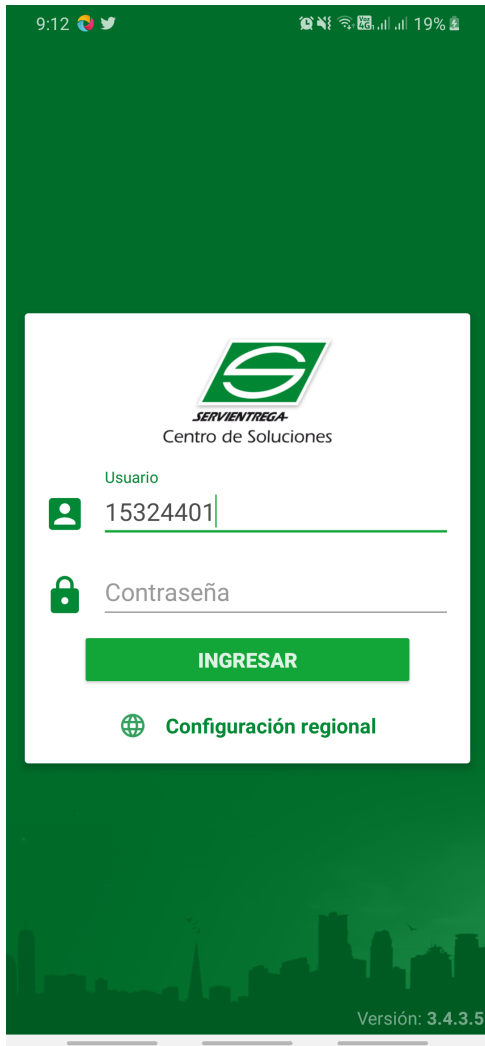 9:12 19%
SERVIENTREGA
Centro de Soluciones
Usuario
15324401
Contraseña
INGRESAR
Configuración regional
Versión: 3.4.3.5